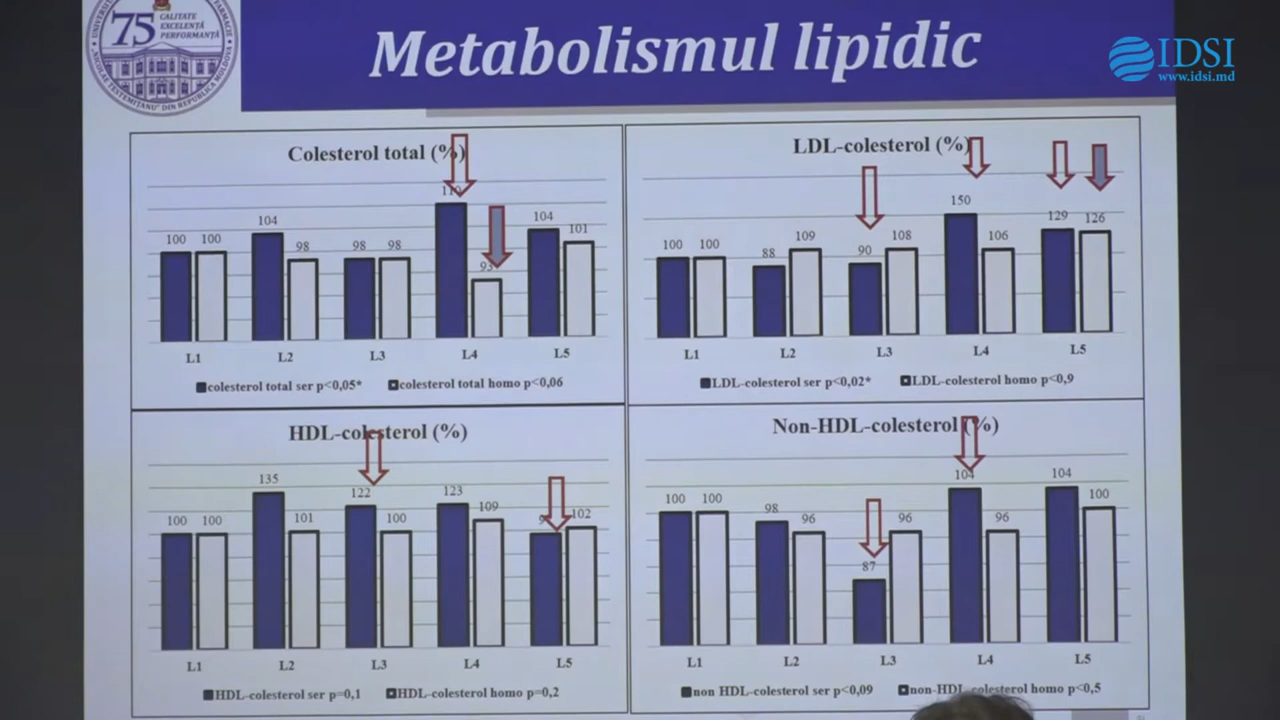 75 CALITATE
EXCELENȚĂ
PERFORMANȚĂ
"NICOLAE TESTEMIȚANU" DIN REPUBLICA MOLDOVA
Metabolismul lipidic
IDSI
www.idsi.md
Colesterol total (%)
100 100 104 98 98 98 110 93 104 101
L1 L2 L3 L4 L5
colesterol total ser p<0,05* colesterol total homo p<0,06
LDL-colesterol (%)
100 100 88 109 90 108 150 106 129 126
L1 L2 L3 L4 L5
LDL-colesterol ser p<0,02* LDL-colesterol homo p<0,9
HDL-colesterol (%)
100 100 135 101 122 100 123 109 102
L1 L2 L3 L4 L5
HDL-colesterol ser p=0,1 HDL-colesterol homo p=0,2
Non-HDL-colesterol (%)
100 100 98 96 87 96 104 96 104 100
L1 L2 L3 L4 L5
non HDL-colesterol ser p<0,09 non-HDL-colesterol homo p<0,5